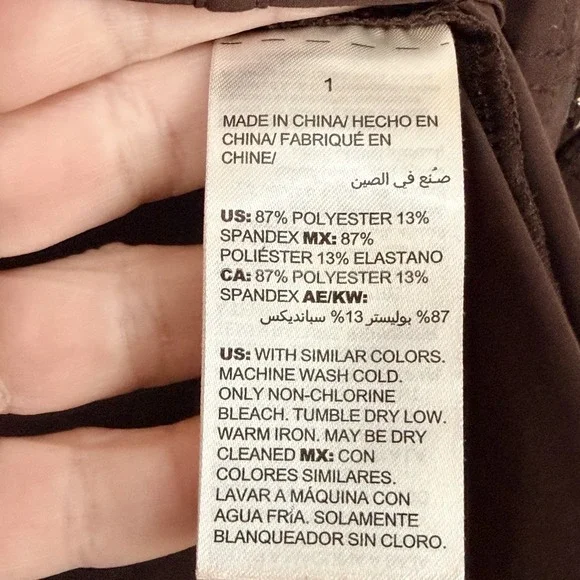 1
MADE IN CHINA/ HECHO EN
CHINA/ FABRIQUÉ EN
CHINE/
صُنع في الصين
US: 87% POLYESTER 13%
SPANDEX MX: 87%
POLIÉSTER 13% ELASTANO
CA: 87% POLYESTER 13%
SPANDEX AE/KW:
87% بوليستر 13% سبانديكس
US: WITH SIMILAR COLORS.
MACHINE WASH COLD.
ONLY NON-CHLORINE
BLEACH. TUMBLE DRY LOW.
WARM IRON. MAY BE DRY
CLEANED MX: CON
COLORES SIMILARES.
LAVAR A MÁQUINA CON
AGUA FRíA. SOLAMENTE
BLANQUEADOR SIN CLORO.